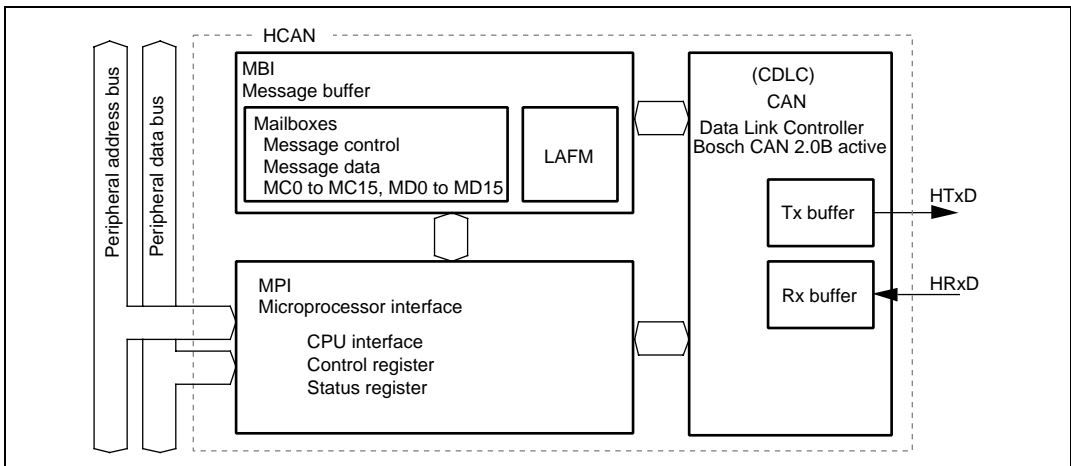 HCAN
Peripheral address bus
Peripheral data bus
MBI
Message buffer
Mailboxes
Message control
Message data
MC0 to MC15, MD0 to MD15
LAFM
MPI
Microprocessor interface
CPU interface
Control register
Status register
(CDLC)
CAN
Data Link Controller
Bosch CAN 2.0B active
Tx buffer
HTxD
Rx buffer
HRxD